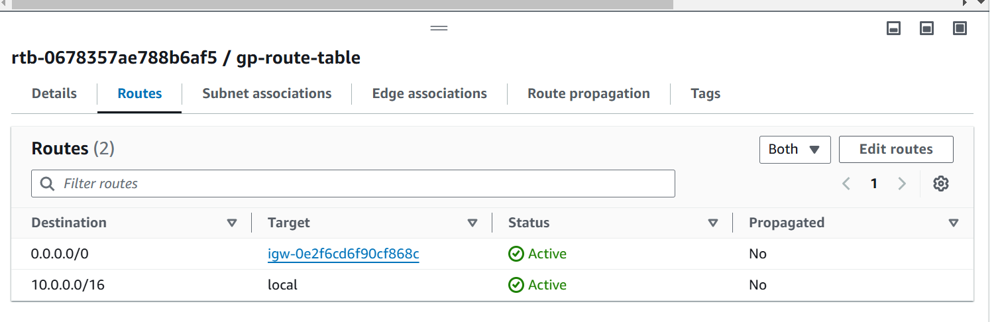 rtb-0678357ae788b6af5 / gp-route-table
Details Routes Subnet associations Edge associations Route propagation Tags
Routes (2) Both Edit routes
Filter routes 1
Destination Target Status Propagated
0.0.0.0/0 igw-0e2f6cd6f90cf868c Active No
10.0.0.0/16 local Active No